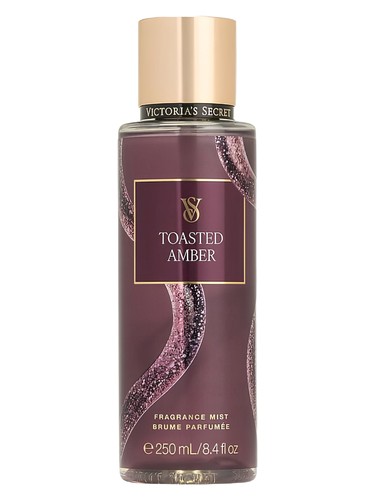 VICTORIA'S SECRET
VS
TOASTED
AMBER
FRAGRANCE MIST
BRUME PARFUMÉE
℮ 250 mL/8.4 fl oz